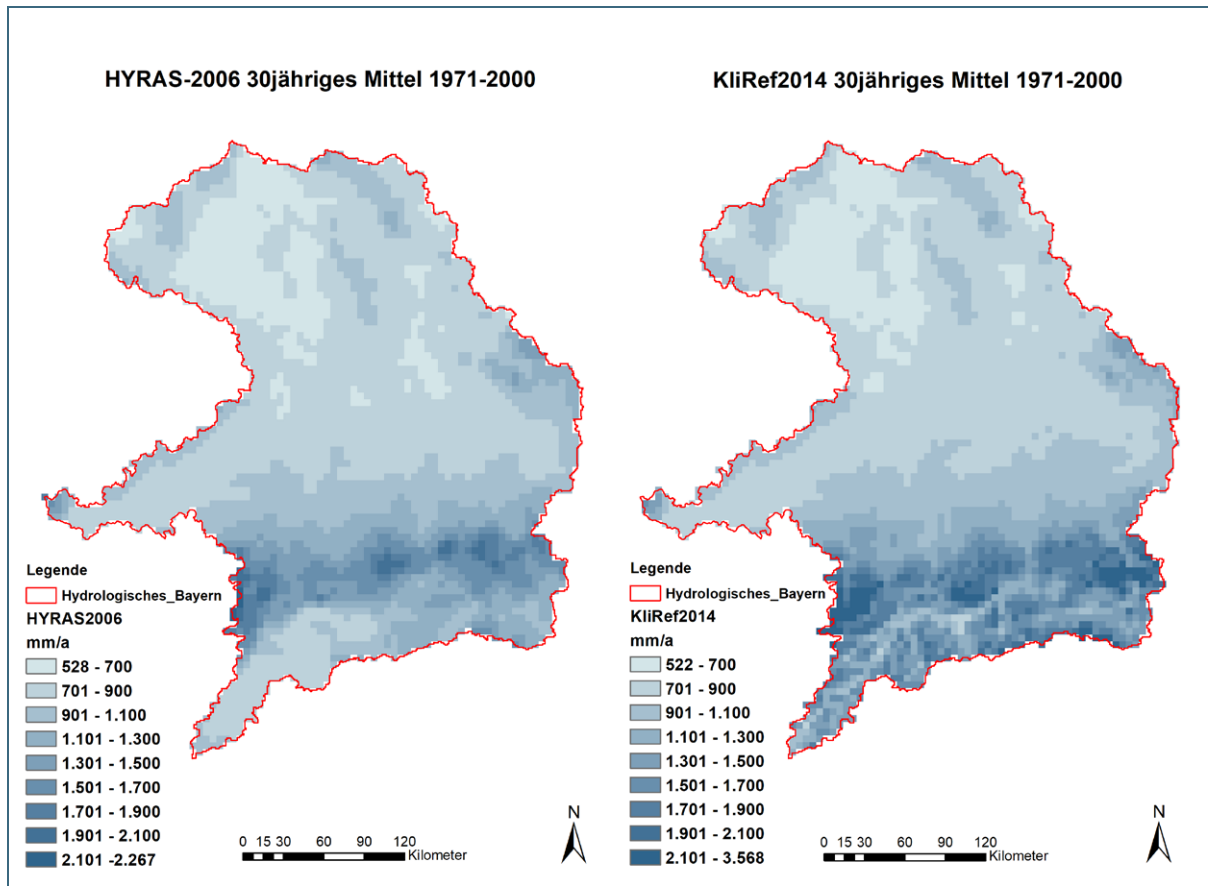 HYRAS-2006 30jähriges Mittel 1971-2000
Legende
Hydrologisches_Bayern
HYRAS2006
mm/a
528 - 700
701 - 900
901 - 1.100
1.101 - 1.300
1.301 - 1.500
1.501 - 1.700
1.701 - 1.900
1.901 - 2.100
2.101 -2.267
0 15 30 60 90 120
Kilometer
N
KliRef2014 30jähriges Mittel 1971-2000
Legende
Hydrologisches_Bayern
KliRef2014
mm/a
522 - 700
701 - 900
901 - 1.100
1.101 - 1.300
1.301 - 1.500
1.501 - 1.700
1.701 - 1.900
1.901 - 2.100
2.101 - 3.568
0 15 30 60 90 120
Kilometer
N